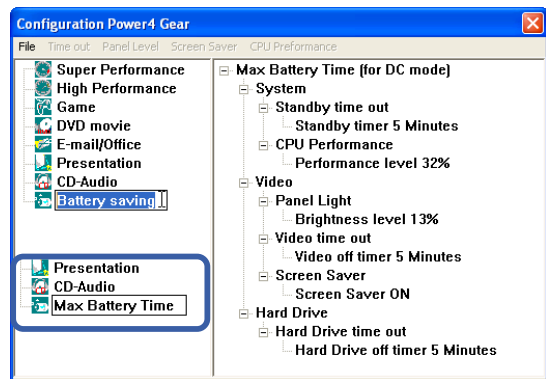 Configuration Power4 Gear
File Time out Panel Level Screen Saver CPU Preformance
Super Performance
High Performance
Game
DVD movie
E-mail/Office
Presentation
CD-Audio
Battery saving
Presentation
CD-Audio
Max Battery Time
Max Battery Time (for DC mode)
System
Standby time out
Standby timer 5 Minutes
CPU Performance
Performance level 32%
Video
Panel Light
Brightness level 13%
Video time out
Video off timer 5 Minutes
Screen Saver
Screen Saver ON
Hard Drive
Hard Drive time out
Hard Drive off timer 5 Minutes